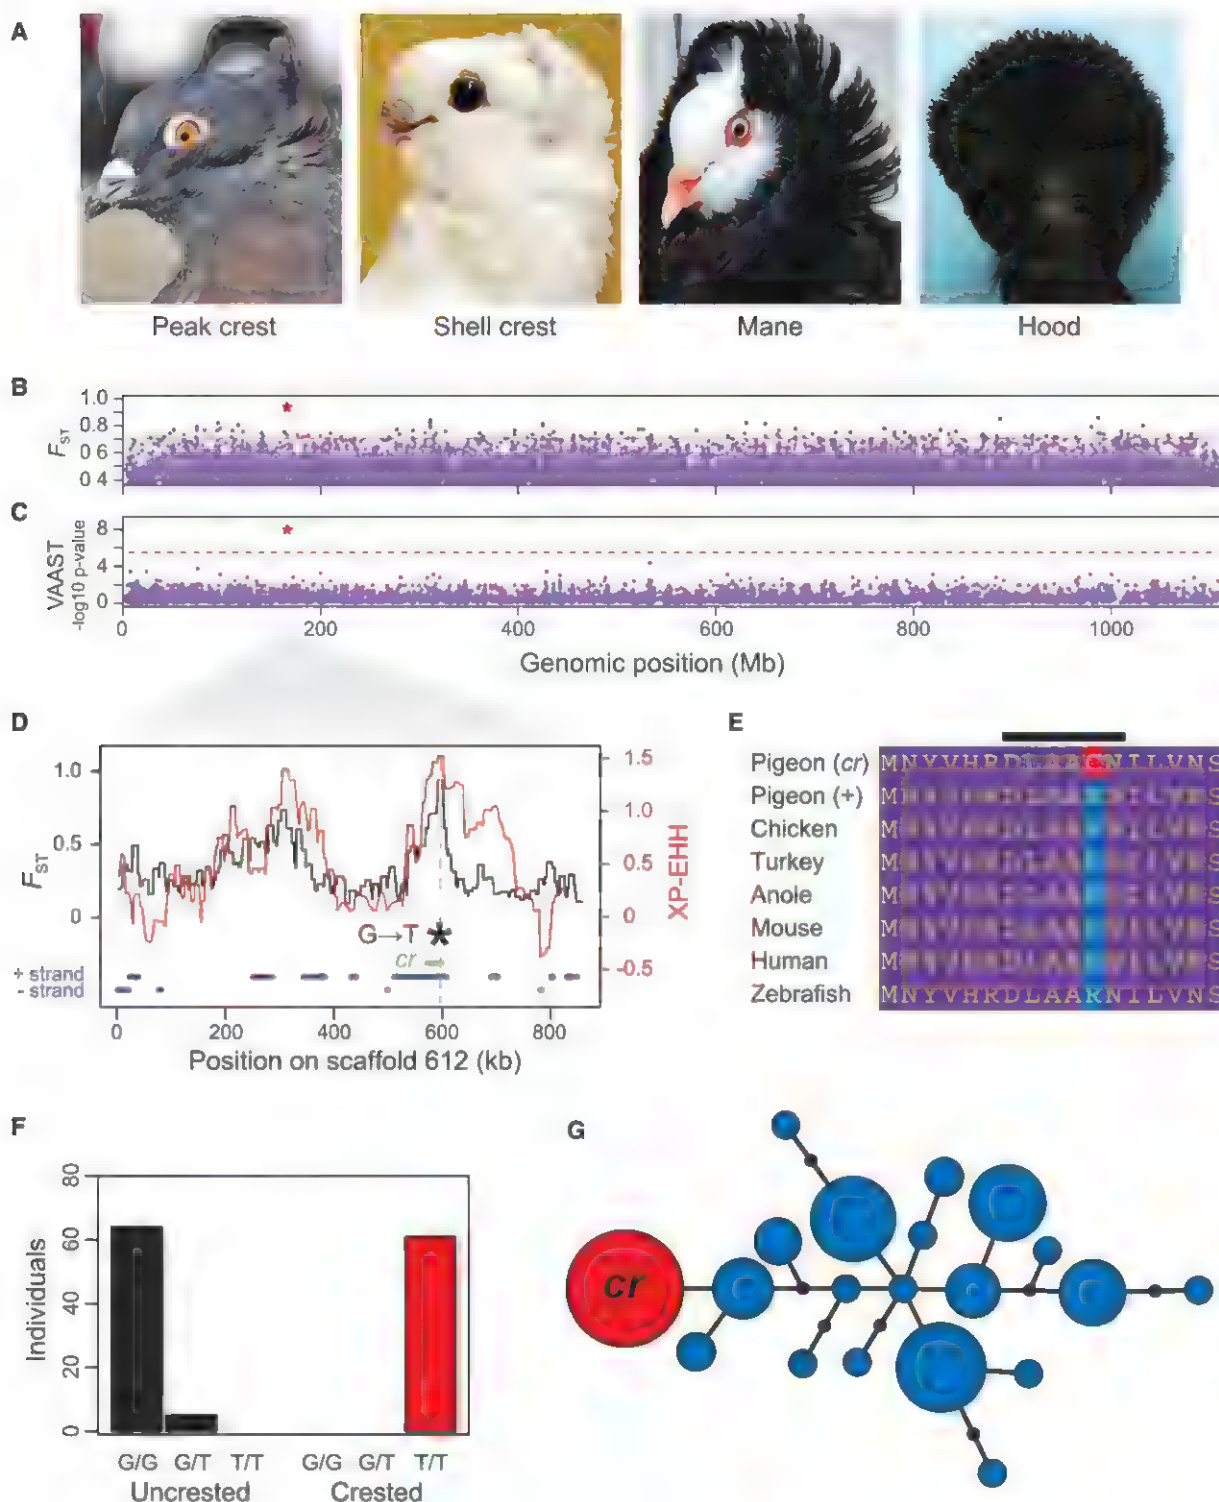 A
Peak crest
Shell crest
Mane
Hood
B
1.0
0.8
0.6
0.4
FST
C
8
4
0
VAAST
-log10 p-value
0
200
400
600
800
1000
Genomic position (Mb)
D
1.0
0.5
0
FST
1.5
1.0
0.5
0
-0.5
XP-EHH
G→T
*
cr
+ strand
- strand
0
200
400
600
800
Position on scaffold 612 (kb)
E
Pigeon (cr)
Pigeon (+)
Chicken
Turkey
Anole
Mouse
Human
Zebrafish MNYVHRDLAARNILVNS
F
80
60
40
20
0
Individuals
G/G G/T T/T G/G G/T T/T
Uncrested Crested
G
cr